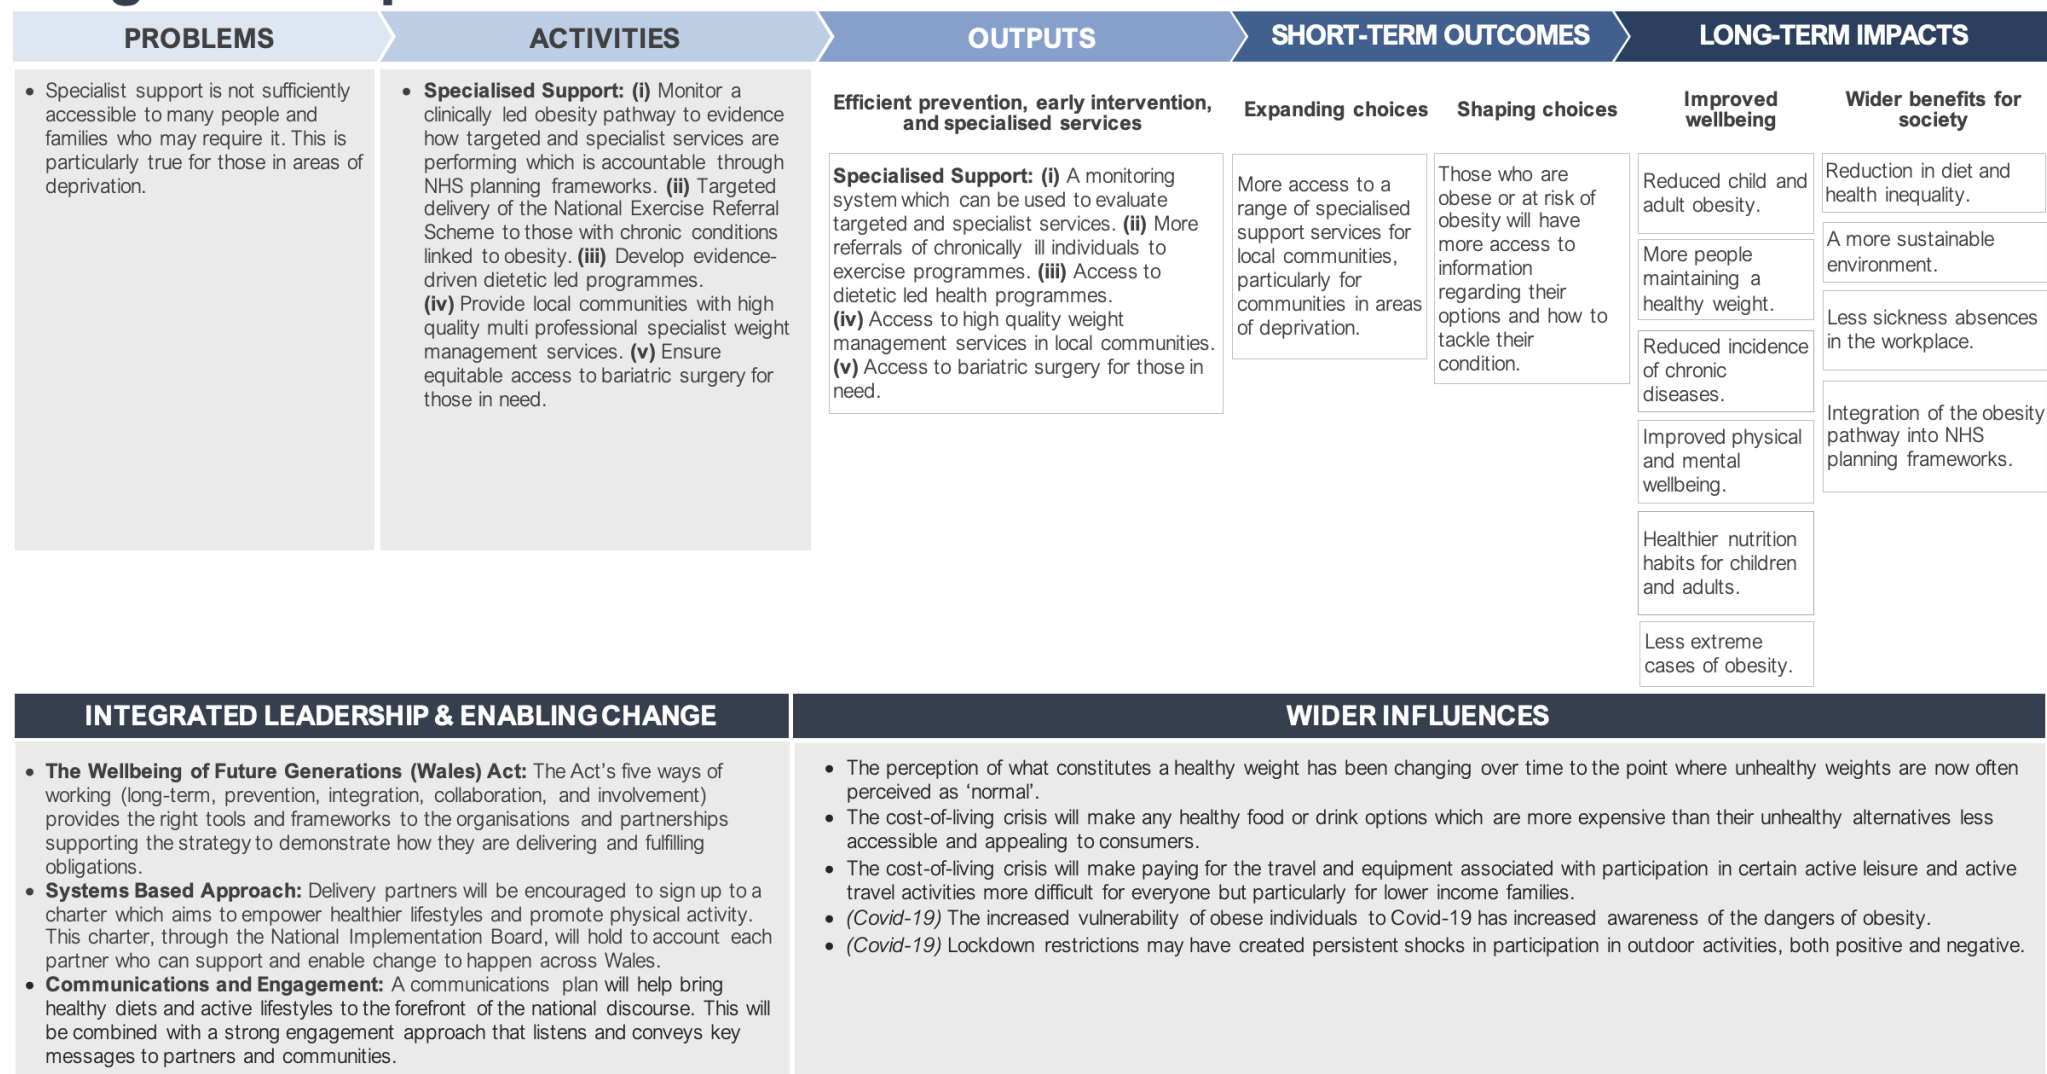 PROBLEMS
ACTIVITIES
OUTPUTS
SHORT-TERM OUTCOMES
LONG-TERM IMPACTS
• Specialist support is not sufficiently
accessible to many people and
families who may require it. This is
particularly true for those in areas of
deprivation.
• Specialised Support: (i) Monitor a
clinically led obesity pathway to evidence
how targeted and specialist services are
performing which is accountable through
NHS planning frameworks. (ii) Targeted
delivery of the National Exercise Referral
Scheme to those with chronic conditions
linked to obesity. (iii) Develop evidence-
driven dietetic led programmes.
(iv) Provide local communities with high
quality multi professional specialist weight
management services. (v) Ensure
equitable access to bariatric surgery for
those in need.
Efficient prevention, early intervention,
and specialised services
Specialised Support: (i) A monitoring
system which can be used to evaluate
targeted and specialist services. (ii) More
referrals of chronically ill individuals to
exercise programmes. (iii) Access to
dietetic led health programmes.
(iv) Access to high quality weight
management services in local communities.
(v) Access to bariatric surgery for those in
need.
Expanding choices
More access to a
range of specialised
support services for
local communities,
particularly for
communities in areas
of deprivation.
Shaping choices
Those who are
obese or at risk of
obesity will have
more access to
information
regarding their
options and how to
tackle their
condition.
Improved
wellbeing
Reduced child and
adult obesity.
More people
maintaining a
healthy weight.
Reduced incidence
of chronic
diseases.
Improved physical
and mental
wellbeing.
Healthier nutrition
habits for children
and adults.
Less extreme
cases of obesity.
Wider benefits for
society
Reduction in diet and
health inequality.
A more sustainable
environment.
Less sickness absences
in the workplace.
Integration of the obesity
pathway into NHS
planning frameworks.
INTEGRATED LEADERSHIP & ENABLING CHANGE
• The Wellbeing of Future Generations (Wales) Act: The Act’s five ways of
working (long-term, prevention, integration, collaboration, and involvement)
provides the right tools and frameworks to the organisations and partnerships
supporting the strategy to demonstrate how they are delivering and fulfilling
obligations.
• Systems Based Approach: Delivery partners will be encouraged to sign up to a
charter which aims to empower healthier lifestyles and promote physical activity.
This charter, through the National Implementation Board, will hold to account each
partner who can support and enable change to happen across Wales.
• Communications and Engagement: A communications plan will help bring
healthy diets and active lifestyles to the forefront of the national discourse. This will
be combined with a strong engagement approach that listens and conveys key
messages to partners and communities.
WIDER INFLUENCES
• The perception of what constitutes a healthy weight has been changing over time to the point where unhealthy weights are now often
perceived as ‘normal’.
• The cost-of-living crisis will make any healthy food or drink options which are more expensive than their unhealthy alternatives less
accessible and appealing to consumers.
• The cost-of-living crisis will make paying for the travel and equipment associated with participation in certain active leisure and active
travel activities more difficult for everyone but particularly for lower income families.
• (Covid-19) The increased vulnerability of obese individuals to Covid-19 has increased awareness of the dangers of obesity.
• (Covid-19) Lockdown restrictions may have created persistent shocks in participation in outdoor activities, both positive and negative.